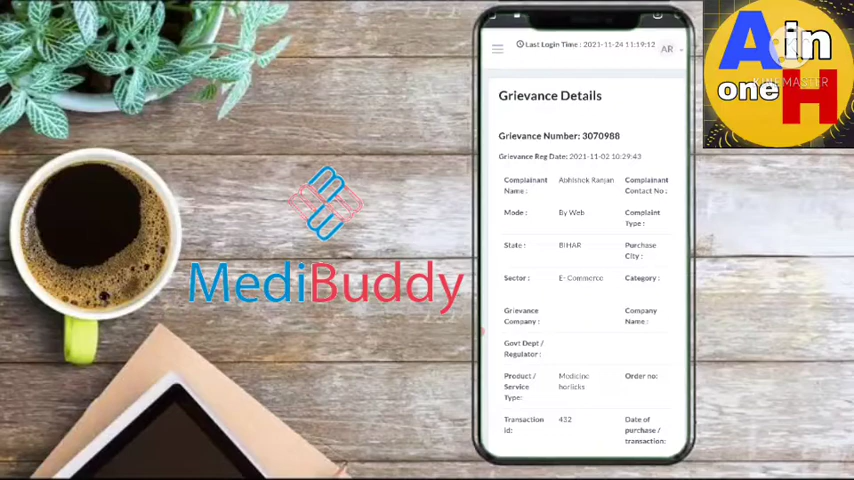 Last Login Time : 2021-11-24 11:19:12
AR
Grievance Details
Grievance Number: 3070988
Grievance Reg Date: 2021-11-02 10:29:43
Complainant Name : Abhishek Ranjan Complainant Contact No :
Mode : By Web Complaint Type :
State : BIHAR Purchase City :
Sector : E-Commerce Category :
Grievance Company : Company Name :
Govt Dept / Regulator :
Product / Service Type: Medicine horlicks Order no:
Transaction id: 432 Date of purchase / transaction:
MediBuddy
A in
one H
KINEMASTER